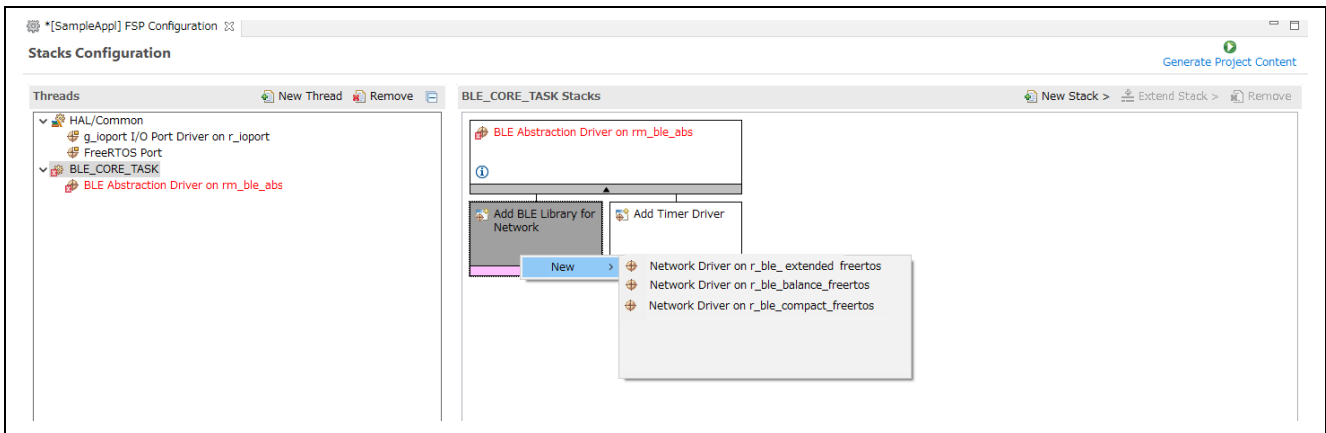 *[SampleAppl] FSP Configuration
Stacks Configuration
Generate Project Content
Threads
New Thread
Remove
BLE_CORE_TASK Stacks
New Stack >
Extend Stack >
Remove
HAL/Common
g_ioport I/O Port Driver on r_ioport
FreeRTOS Port
BLE_CORE_TASK
BLE Abstraction Driver on rm_ble_abs
BLE Abstraction Driver on rm_ble_abs
Add BLE Library for
Network
Add Timer Driver
New >
Network Driver on r_ble_ extended freertos
Network Driver on r_ble_balance_freertos
Network Driver on r_ble_compact_freertos